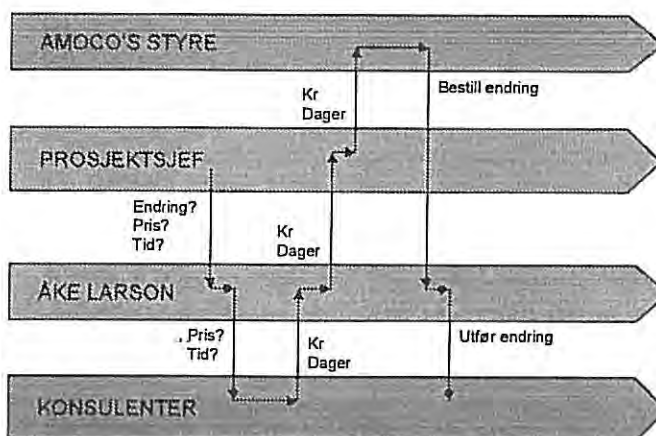 AMOCO'S STYRE
Kr
Dager
Bestill endring
PROSJEKTSJEF
Endring?
Pris?
Tid?
Kr
Dager
ÅKE LARSON
. Pris?
Tid?
Kr
Dager
Utfør endring
KONSULENTER